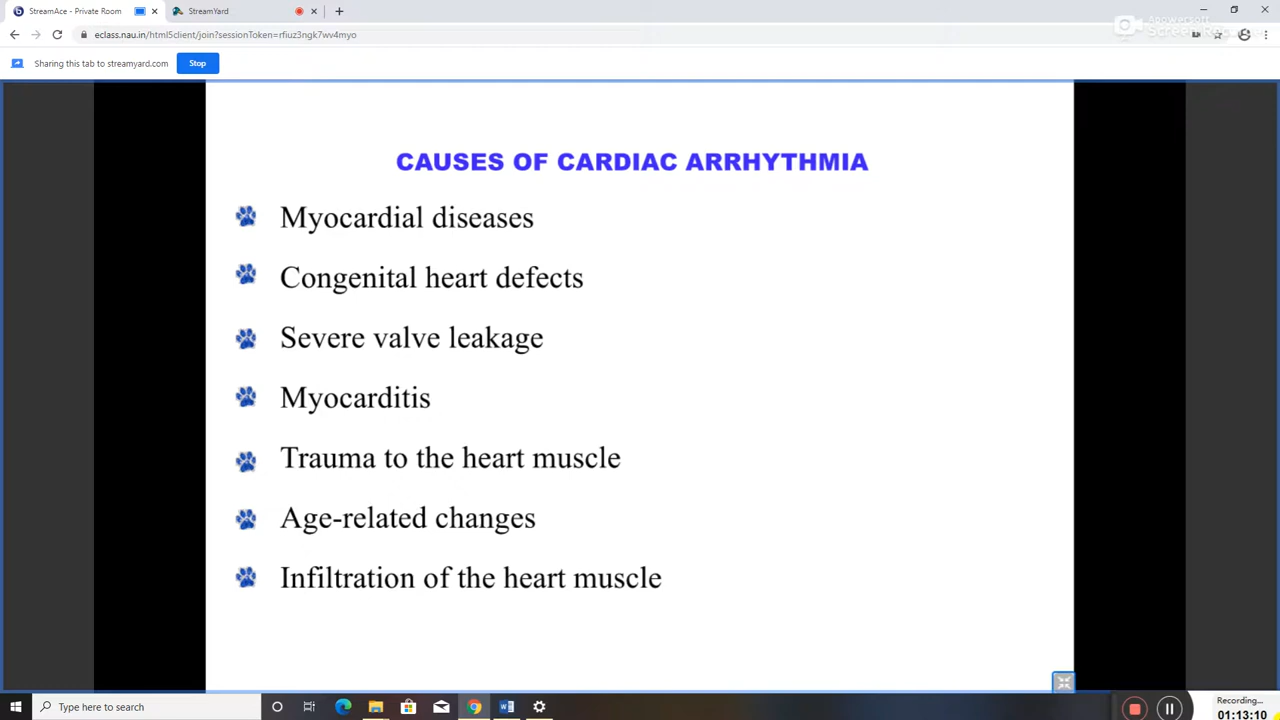 StreamAce - Private Room
StreamYard
eclass.nau.in/html5client/join?sessionToken=rfiuz3ngk7wv4myo
Apowersoft
Sharing this tab to streamyard.com
Stop
CAUSES OF CARDIAC ARRHYTHMIA
Myocardial diseases
Congenital heart defects
Severe valve leakage
Myocarditis
Trauma to the heart muscle
Age-related changes
Infiltration of the heart muscle
Type here to search
Recording...
01:13:10